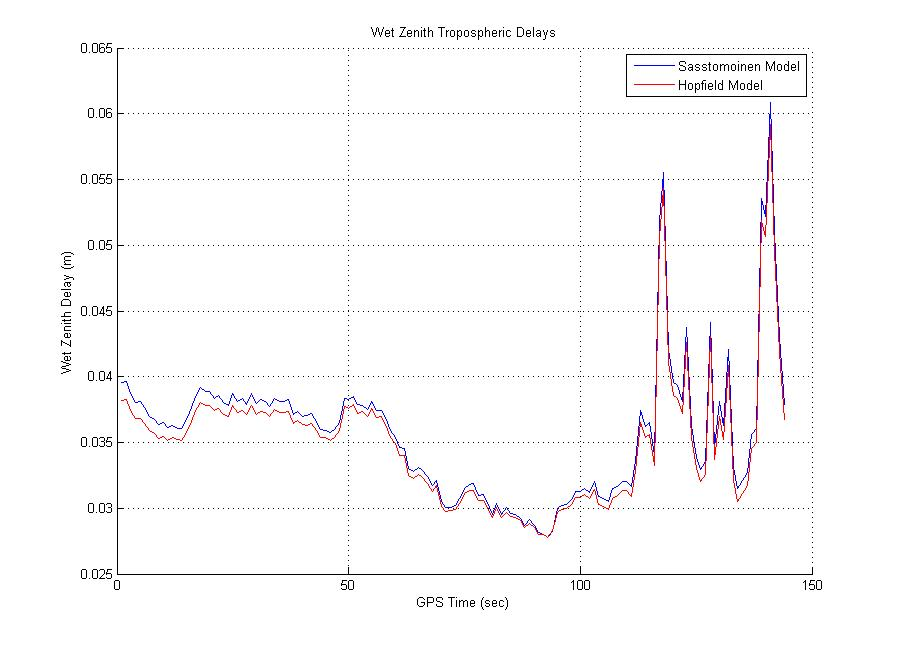 Wet Zenith Tropospheric Delays
0.065
Sasstomoinen Model
Hopfield Model
0.06
0.055
0.05
Wet Zenith Delay (m)
0.045
0.04
0.035
0.03
0.025
0
50
100
150
GPS Time (sec)